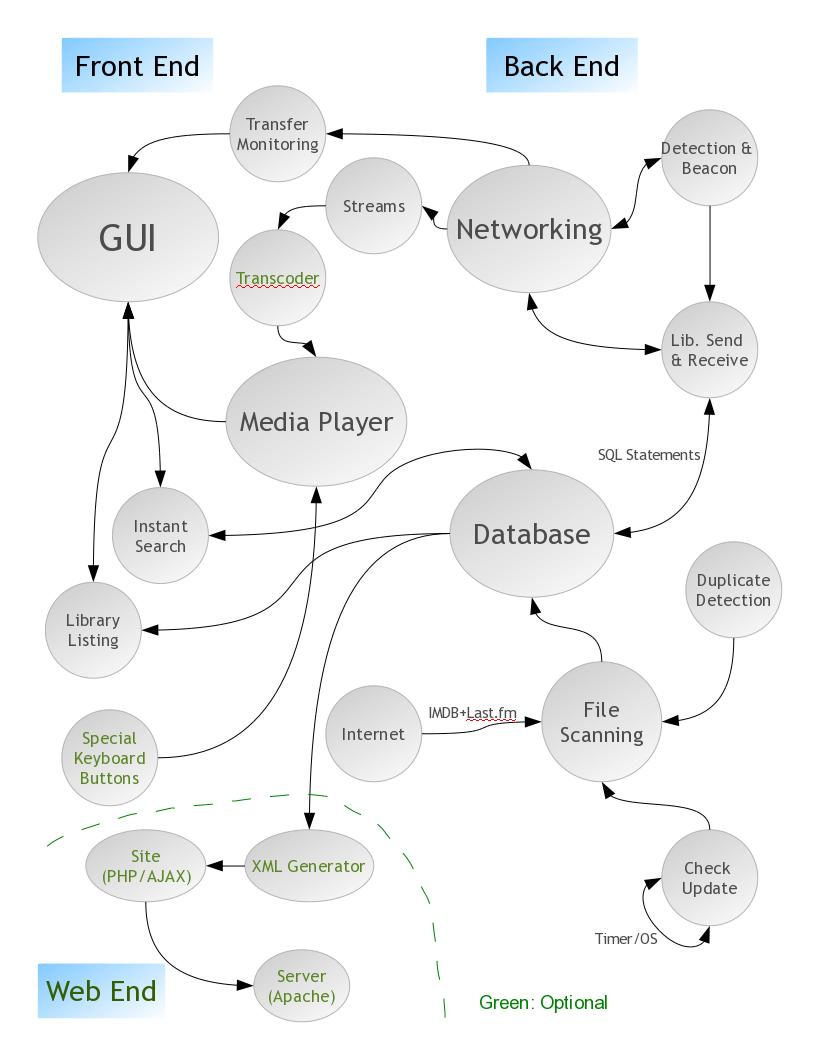 Front End
Back End
Transfer
Monitoring
Detection &
Beacon
Streams
GUI
Networking
Transcoder
Lib. Send
& Receive
Media Player
SQL Statements
Instant
Search
Database
Duplicate
Detection
Library
Listing
File
Scanning
IMDB+Last.fm
Internet
Special
Keyboard
Buttons
Site
(PHP/AJAX)
XML Generator
Check
Update
Timer/OS
Server
(Apache)
Web End
Green: Optional